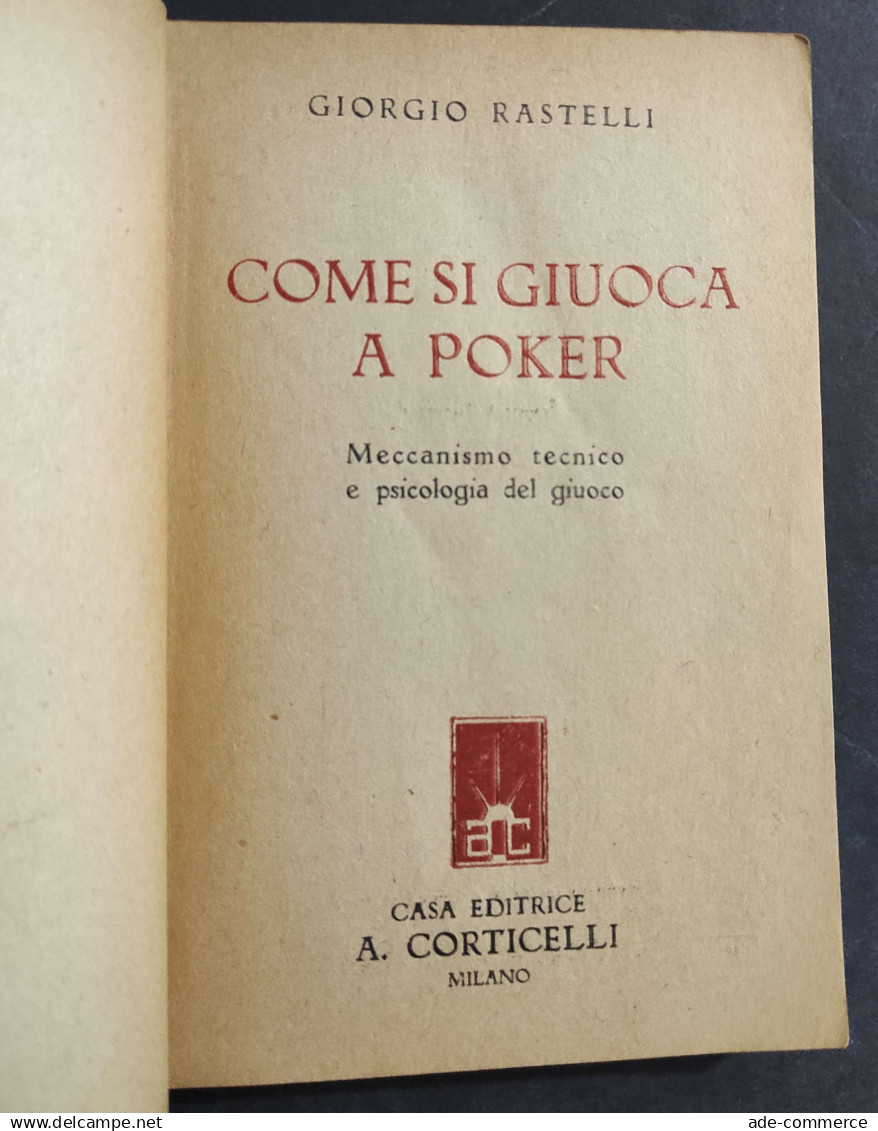 GIORGIO RASTELLI
COME SI GIUOCA
A POKER
Meccanismo tecnico
e psicologia del giuoco
ac
CASA EDITRICE
A. CORTICELLI
MILANO
www.delcampe.net
ade-commerce